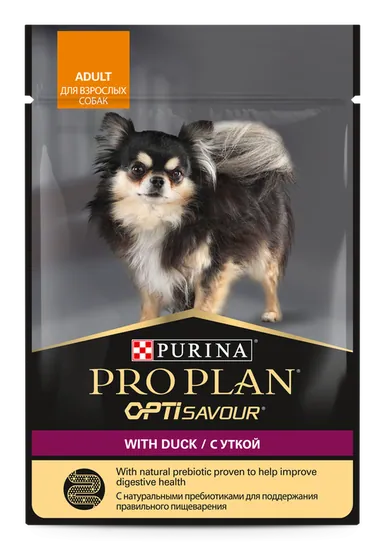 ADULT
ДЛЯ ВЗРОСЛЫХ
СОБАК
PURINA
PRO PLAN®
OPTISAVOUR®
WITH DUCK / С УТКОЙ
With natural prebiotic proven to help improve
digestive health
С натуральными пребиотиками для поддержания
правильного пищеварения